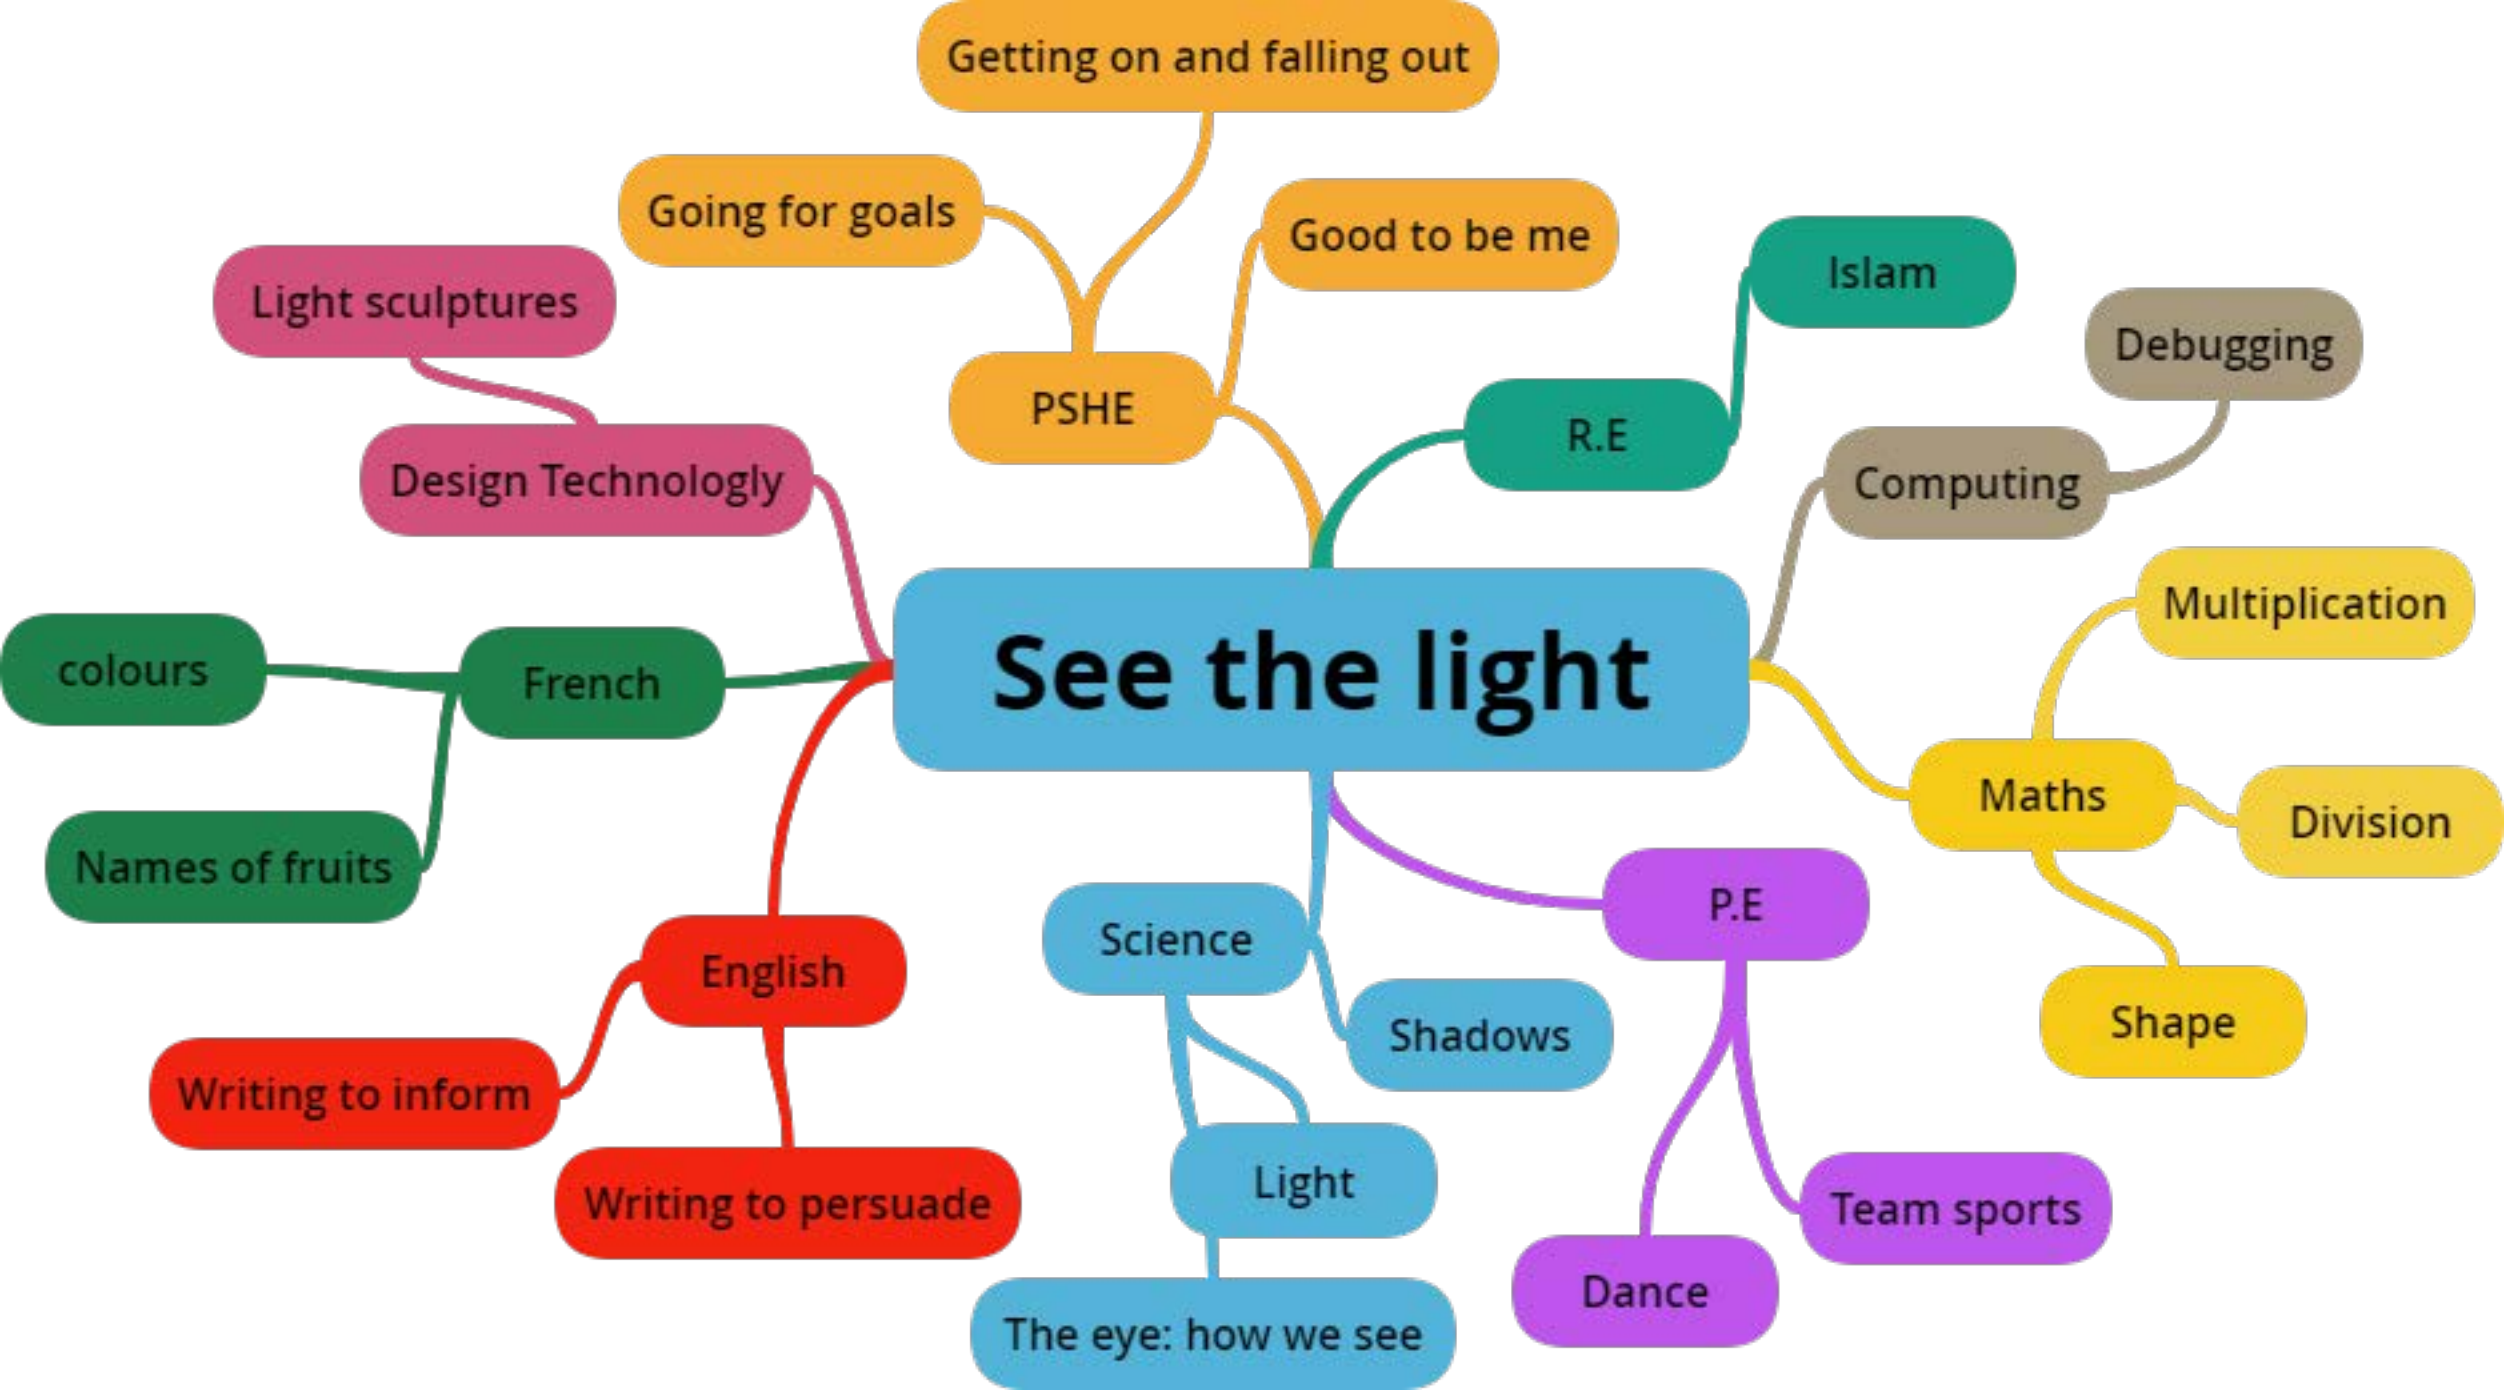 Getting on and falling out
Going for goals
Good to be me
Islam
Light sculptures
Debugging
PSHE
R.E
Design Technologly
Computing
Multiplication
See the light
colours
French
Maths
Division
Names of fruits
P.E
Science
English
Shadows
Shape
Writing to inform
Light
Writing to persuade
Team sports
Dance
The eye: how we see